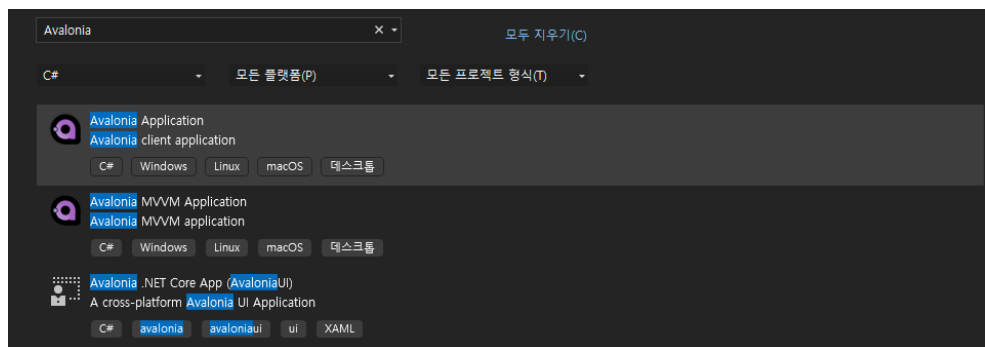 Avalonia
모두 지우기(C)
C# 모든 플랫폼(P) 모든 프로젝트 형식(T)
Avalonia Application
Avalonia client application
C# Windows Linux macOS 데스크톱
Avalonia MVVM Application
Avalonia MVVM application
C# Windows Linux macOS 데스크톱
Avalonia .NET Core App (AvaloniaUI)
A cross-platform Avalonia UI Application
C# avalonia avaloniaui ui XAML